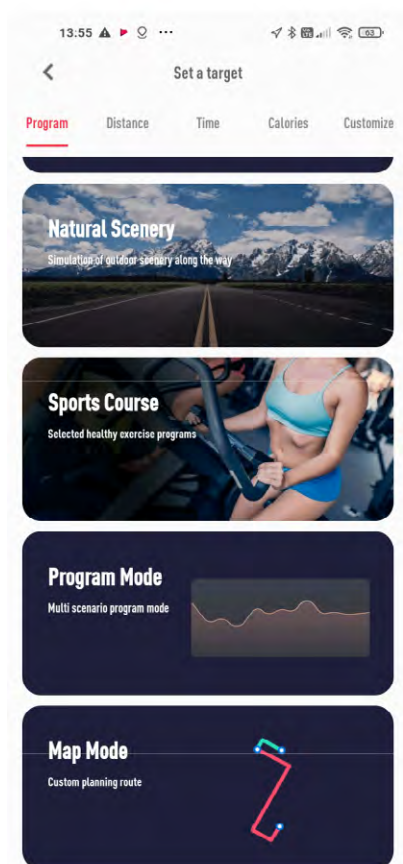 13:55
63
Set a target
Program Distance Time Calories Customize
Natural Scenery
Simulation of outdoor scenery along the way
Sports Course
Selected healthy exercise programs
Program Mode
Multi scenario program mode
Map Mode
Custom planning route